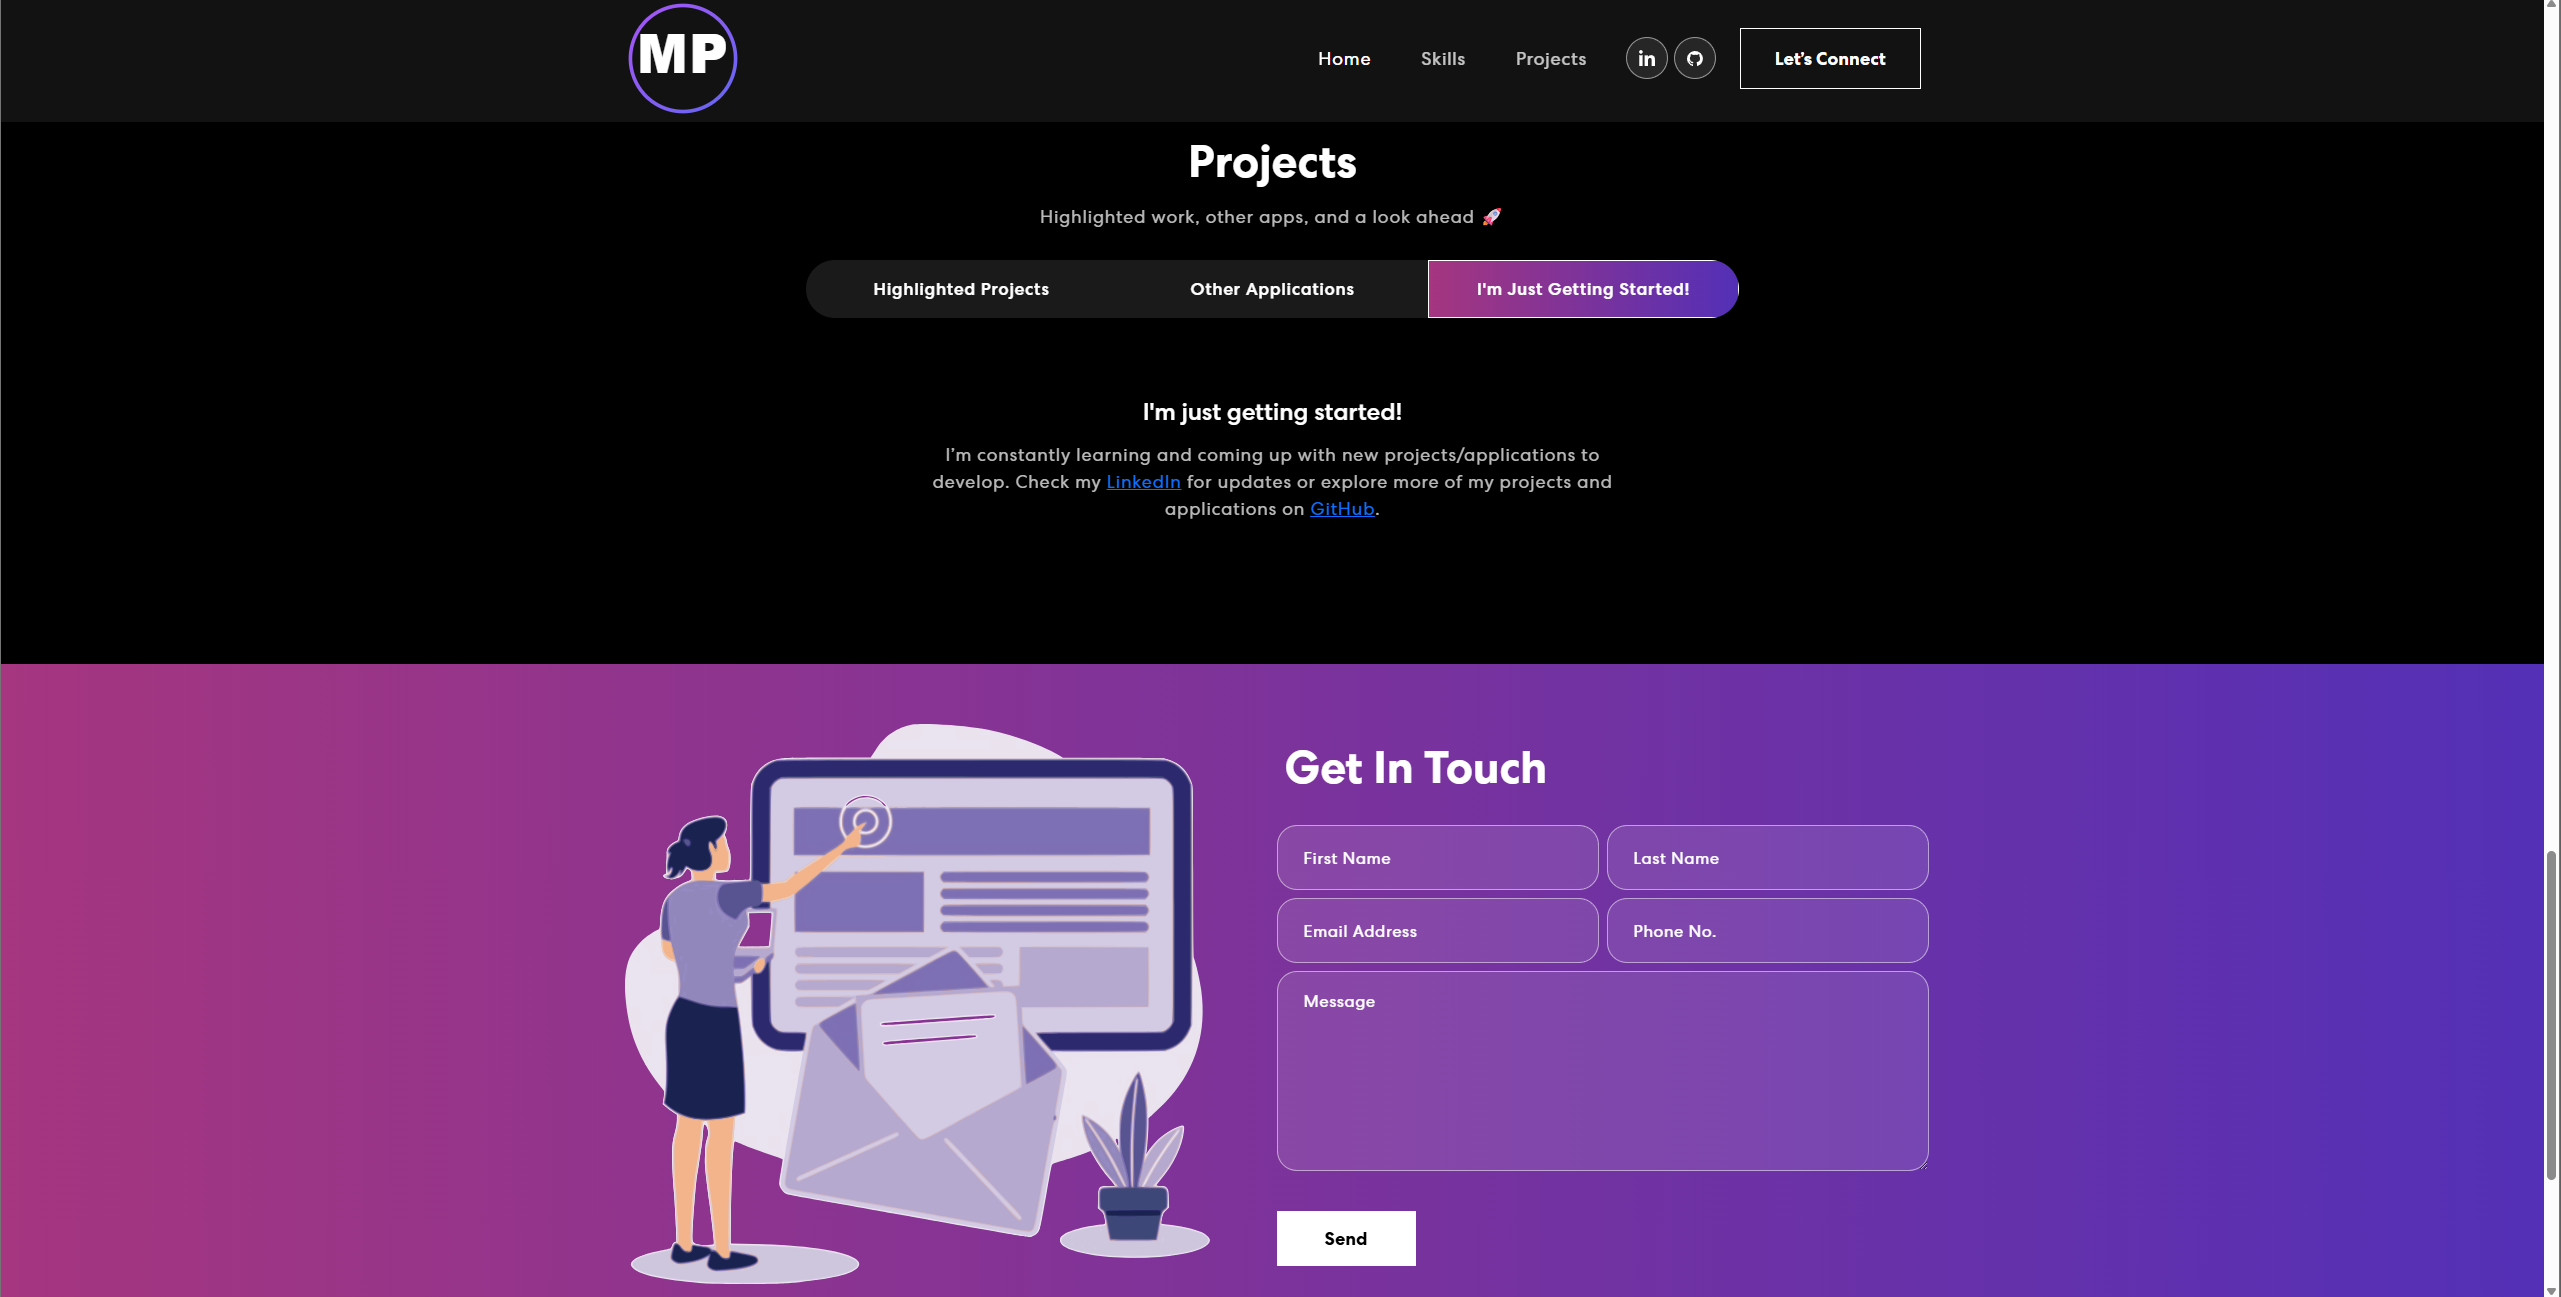 MP
Home Skills Projects in Let's Connect
Projects
Highlighted work, other apps, and a look ahead 🚀
Highlighted Projects Other Applications I'm Just Getting Started!
I'm just getting started!
I'm constantly learning and coming up with new projects/applications to
develop. Check my LinkedIn for updates or explore more of my projects and
applications on GitHub.
Get In Touch
First Name Last Name
Email Address Phone No.
Message
Send